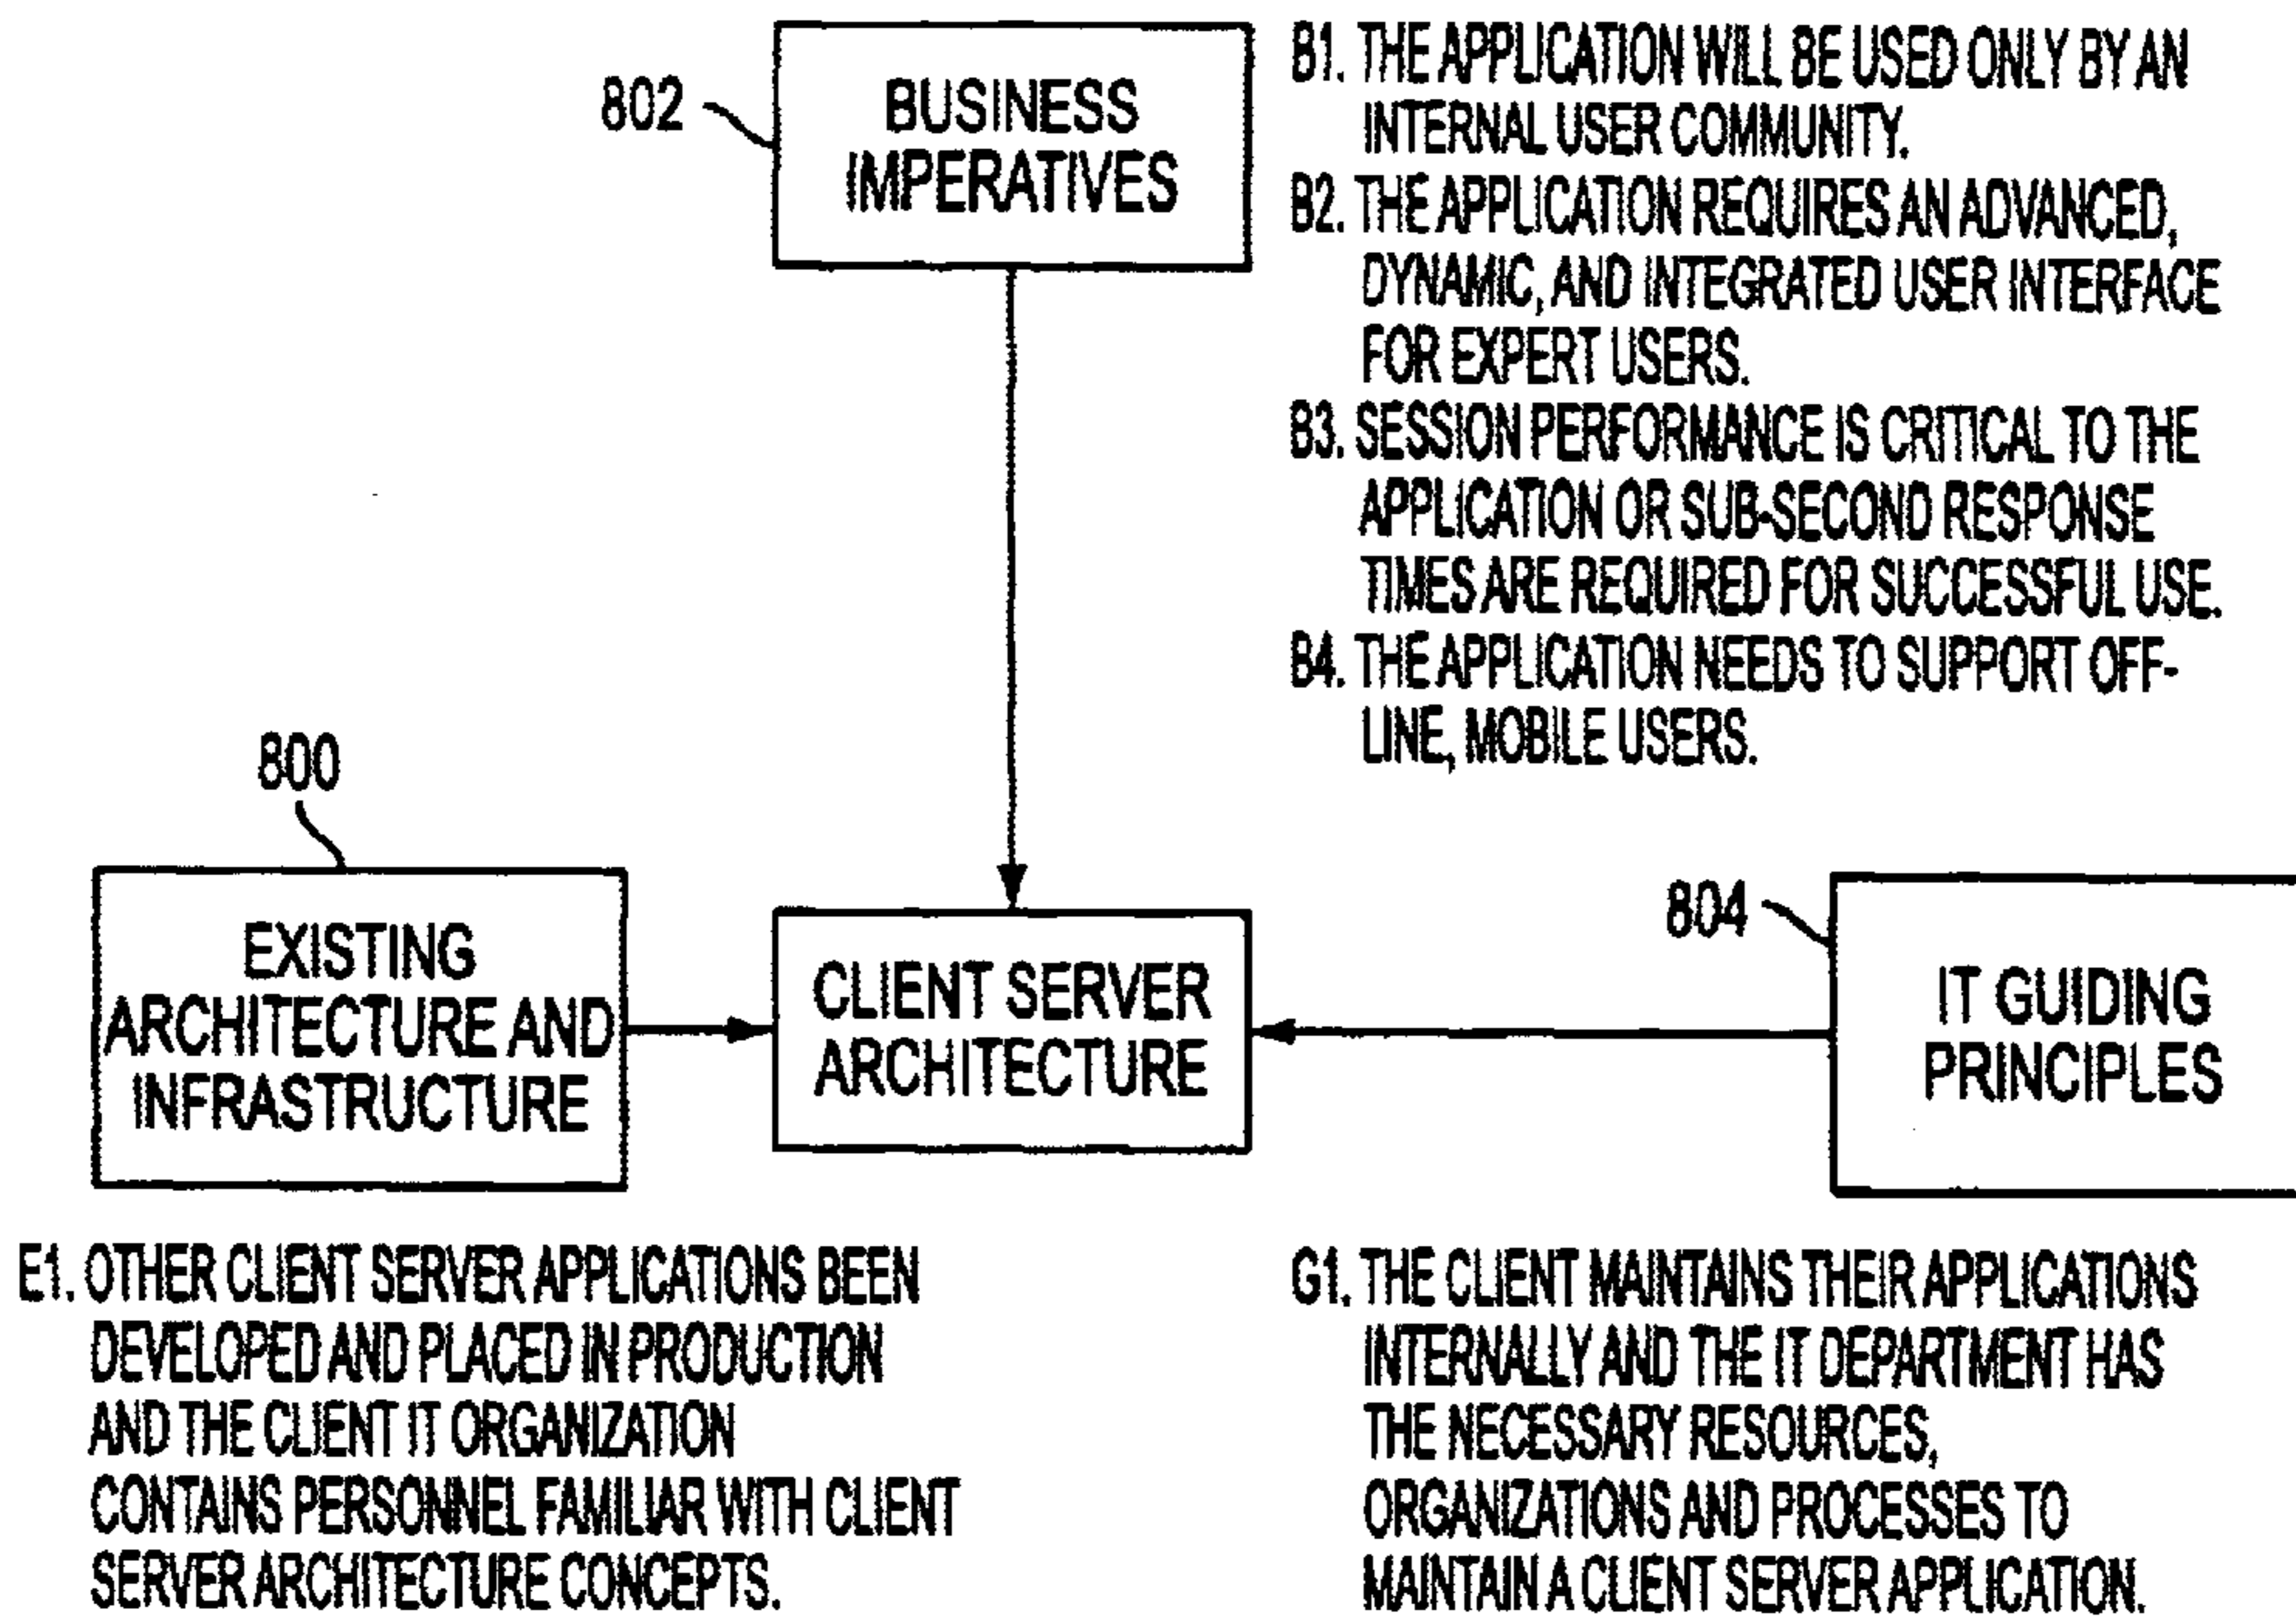 802
BUSINESS
IMPERATIVES
B1. THE APPLICATION WILL BE USED ONLY BY AN
INTERNAL USER COMMUNITY.
B2. THE APPLICATION REQUIRES AN ADVANCED,
DYNAMIC, AND INTEGRATED USER INTERFACE
FOR EXPERT USERS.
B3. SESSION PERFORMANCE IS CRITICAL TO THE
APPLICATION OR SUB-SECOND RESPONSE
TIMES ARE REQUIRED FOR SUCCESSFUL USE.
B4. THE APPLICATION NEEDS TO SUPPORT OFF-
LINE, MOBILE USERS.
800
EXISTING
ARCHITECTURE AND
INFRASTRUCTURE
CLIENT SERVER
ARCHITECTURE
804
IT GUIDING
PRINCIPLES
E1. OTHER CLIENT SERVER APPLICATIONS BEEN
DEVELOPED AND PLACED IN PRODUCTION
AND THE CLIENT IT ORGANIZATION
CONTAINS PERSONNEL FAMILIAR WITH CLIENT
SERVER ARCHITECTURE CONCEPTS.
G1. THE CLIENT MAINTAINS THEIR APPLICATIONS
INTERNALLY AND THE IT DEPARTMENT HAS
THE NECESSARY RESOURCES,
ORGANIZATIONS AND PROCESSES TO
MAINTAIN A CLIENT SERVER APPLICATION.